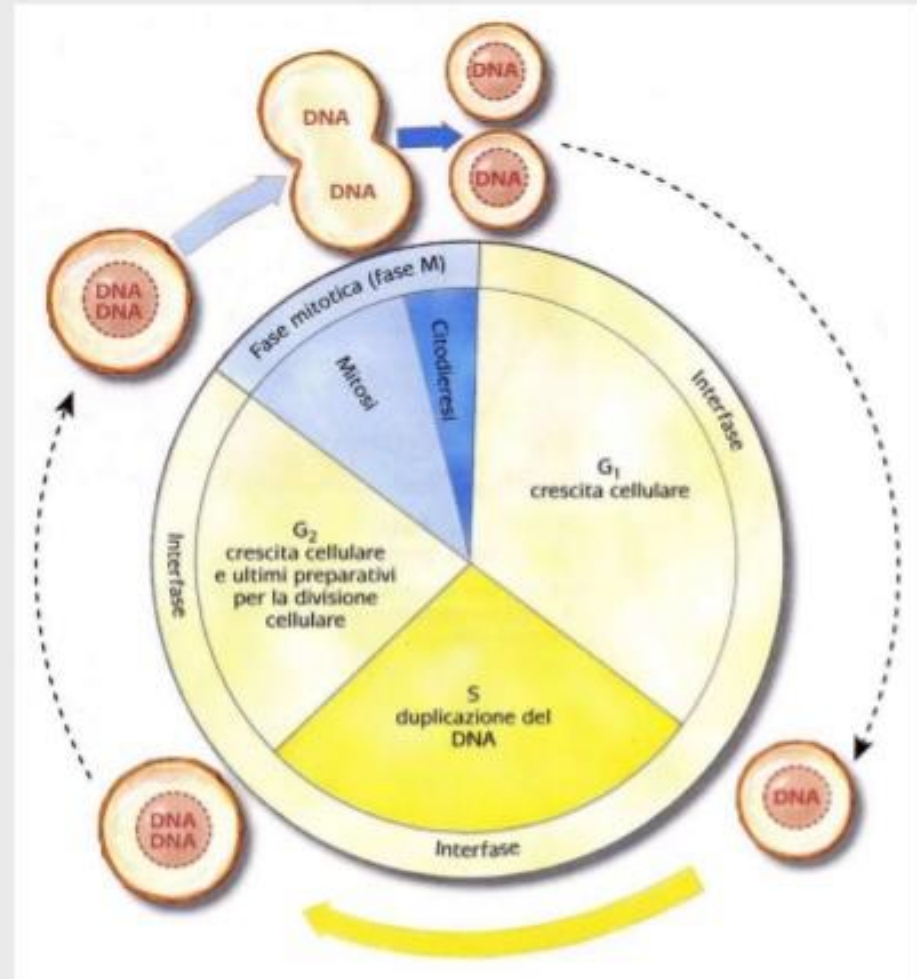 DNA
DNA
DNA
DNA
DNA
DNA
Fase mitotica (fase M)
Mitosi
Citodieresi
Interfase
G₁
crescita cellulare
G₂
crescita cellulare
e ultimi preparativi
per la divisione
cellulare
Interfase
S
duplicazione del
DNA
DNA
DNA
DNA
Interfase